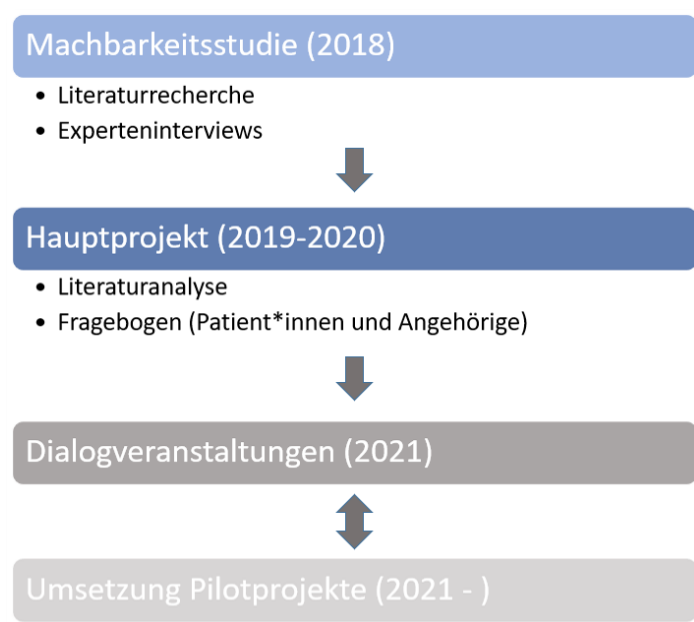 Machbarkeitsstudie (2018)
• Literaturrecherche
• Experteninterviews
Hauptprojekt (2019-2020)
• Literaturanalyse
• Fragebogen (Patient*innen und Angehörige)
Dialogveranstaltungen (2021)
Umsetzung Pilotprojekte (2021 - )